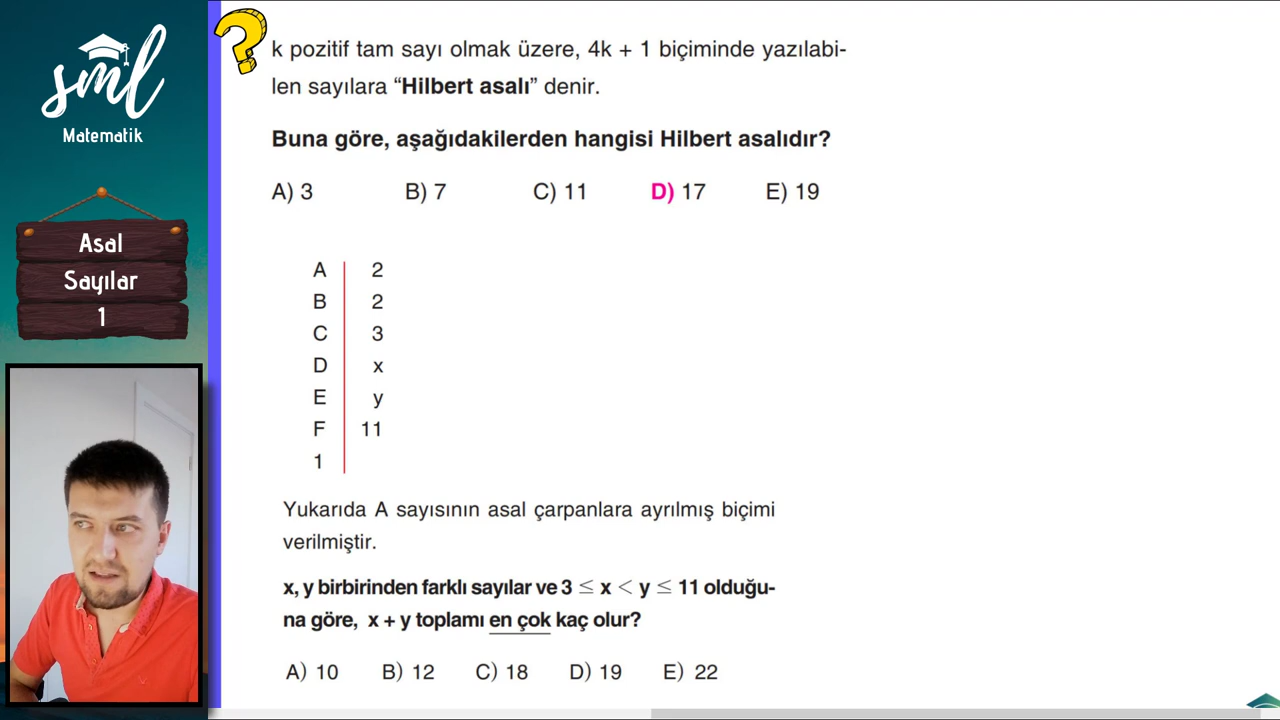 sml
Matematik
Asal
Sayılar
1
k pozitif tam sayı olmak üzere, 4k + 1 biçiminde yazılabi-
len sayılara “Hilbert asalı” denir.
Buna göre, aşağıdakilerden hangisi Hilbert asalıdır?
A) 3 B) 7 C) 11 D) 17 E) 19
A 2
B 2
C 3
D x
E y
F 11
1
Yukarıda A sayısının asal çarpanlara ayrılmış biçimi
verilmiştir.
x, y birbirinden farklı sayılar ve 3 ≤ x < y ≤ 11 olduğu-
na göre, x + y toplamı en çok kaç olur?
A) 10 B) 12 C) 18 D) 19 E) 22